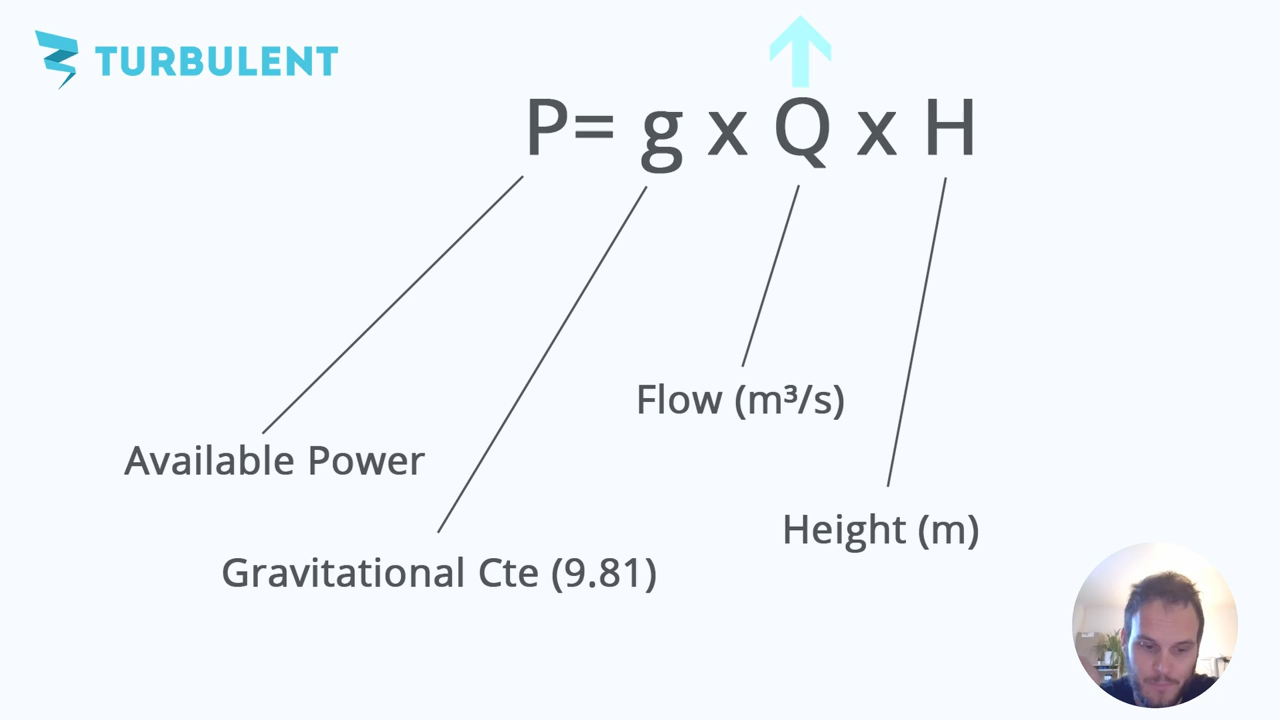 TURBULENT
P= g x Q x H
Flow (m³/s)
Available Power
Height (m)
Gravitational Cte (9.81)